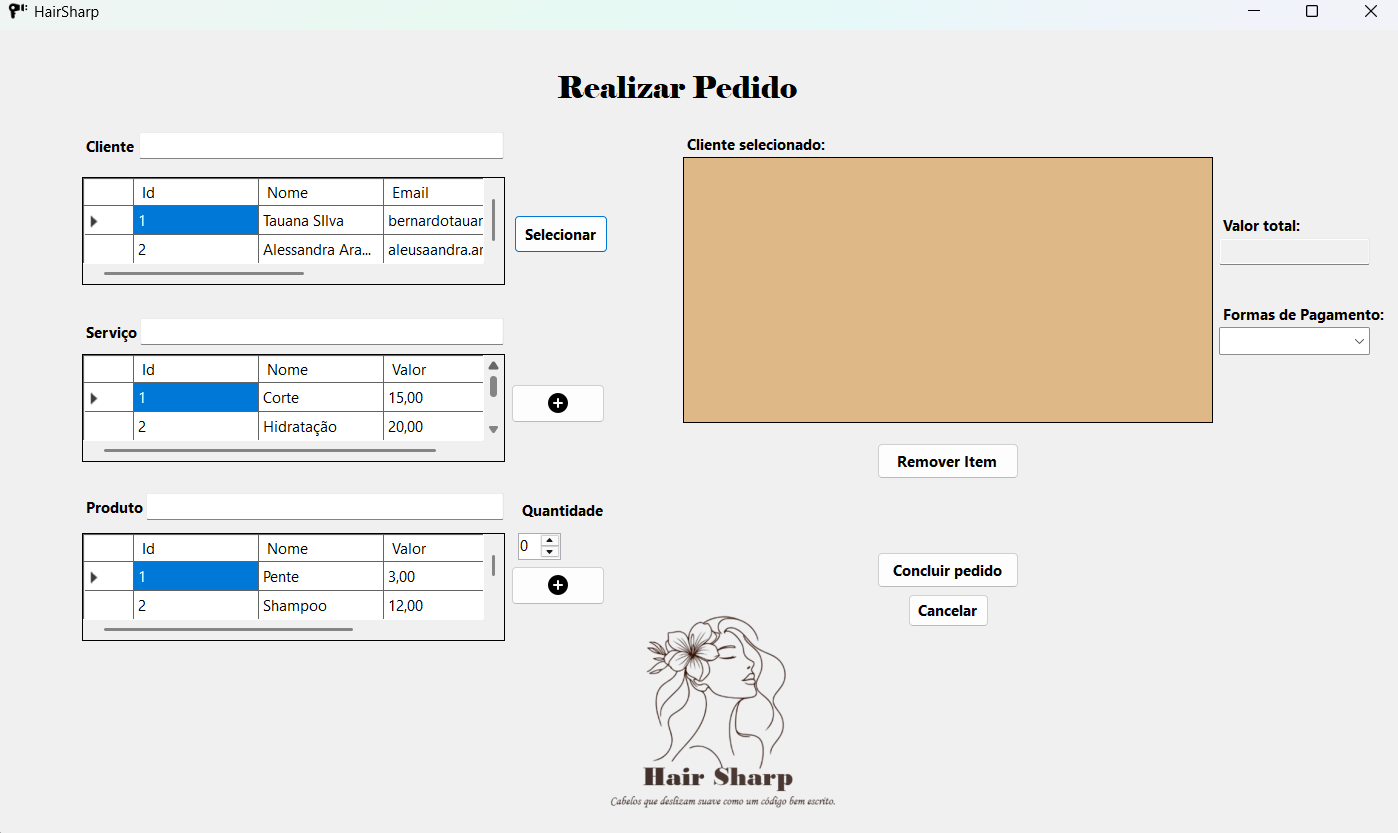 HairSharp
Realizar Pedido
Cliente
Id Nome Email
1 Tauana SIlva bernardotauar
2 Alessandra Ara... aleusaandra.ar
Selecionar
Serviço
Id Nome Valor
1 Corte 15,00
2 Hidratação 20,00
Produto
Quantidade
Id Nome Valor
0
1 Pente 3,00
2 Shampoo 12,00
Cliente selecionado:
Valor total:
Formas de Pagamento:
Remover Item
Concluir pedido
Cancelar
Hair Sharp
Cabelos que deslizam suave como um código bem escrito.